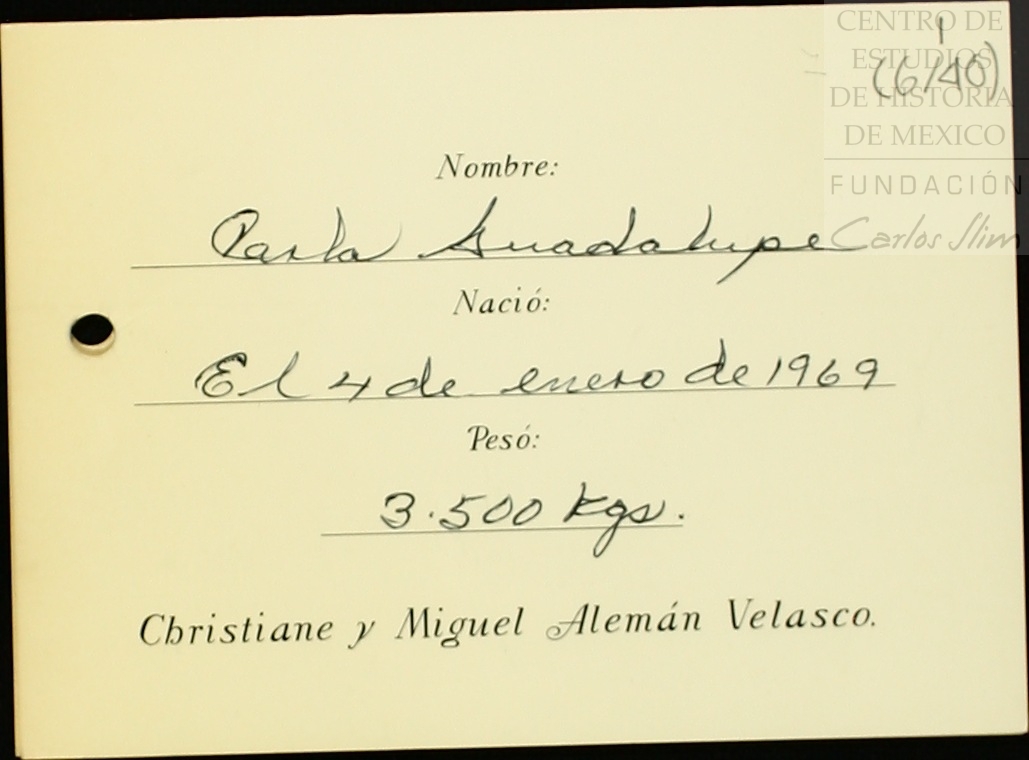 CENTRO DE
ESTUDIOS
DE HISTORIA
DE MEXICO
FUNDACIÓN
Carlos Slim
1
(6/40)
Nombre:
Carla Guadalupe
Nació:
El 4 de enero de 1969
Pesó:
3.500 Kgs.
Christiane y Miguel Alemán Velasco.